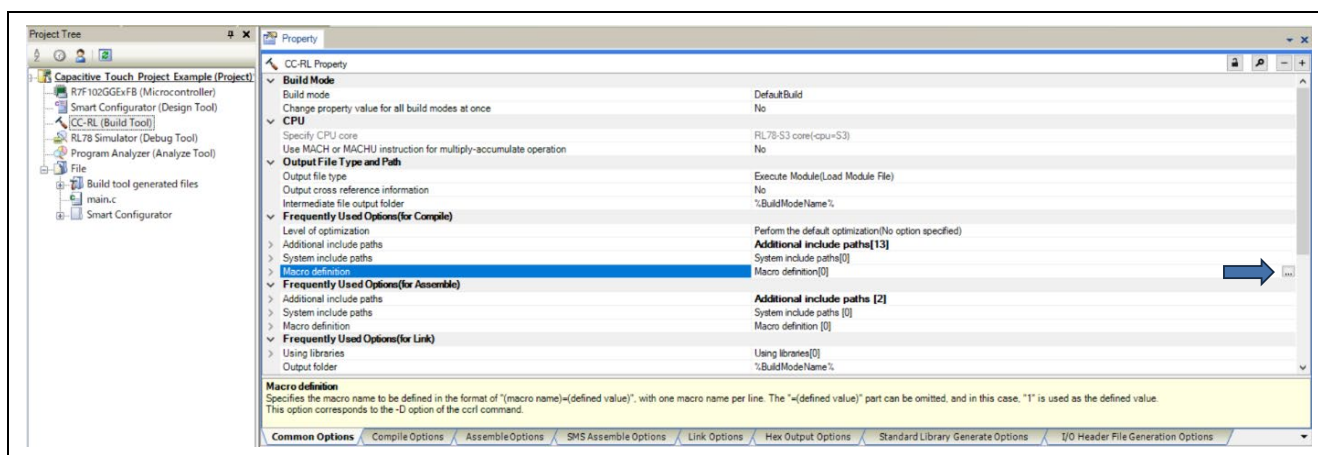 Project Tree
Capacitive Touch Project Example (Project)
R7F102GGExFB (Microcontroller)
Smart Configurator (Design Tool)
CC-RL (Build Tool)
RL78 Simulator (Debug Tool)
Program Analyzer (Analyze Tool)
File
Build tool generated files
main.c
Smart Configurator
Property
CC-RL Property
Build Mode
Build mode DefaultBuild
Change property value for all build modes at once No
CPU
Specify CPU core RL78-S3 core(-cpu=S3)
Use MACH or MACHU instruction for multiply-accumulate operation No
Output File Type and Path
Output file type Execute Module(Load Module File)
Output cross reference information No
Intermediate file output folder %BuildModeName%
Frequently Used Options(for Compile)
Level of optimization Perform the default optimization(No option specified)
Additional include paths Additional include paths[13]
System include paths System include paths[0]
Macro definition Macro definition[0]
...
Frequently Used Options(for Assemble)
Additional include paths Additional include paths [2]
System include paths System include paths [0]
Macro definition Macro definition [0]
Frequently Used Options(for Link)
Using libraries Using libraries[0]
Output folder %BuildModeName%
Macro definition
Specifies the macro name to be defined in the format of "(macro name)=(defined value)", with one macro name per line. The "=(defined value)" part can be omitted, and in this case, "1" is used as the defined value.
This option corresponds to the -D option of the ccrl command.
Common Options Compile Options Assemble Options SMS Assemble Options Link Options Hex Output Options Standard Library Generate Options I/O Header File Generation Options